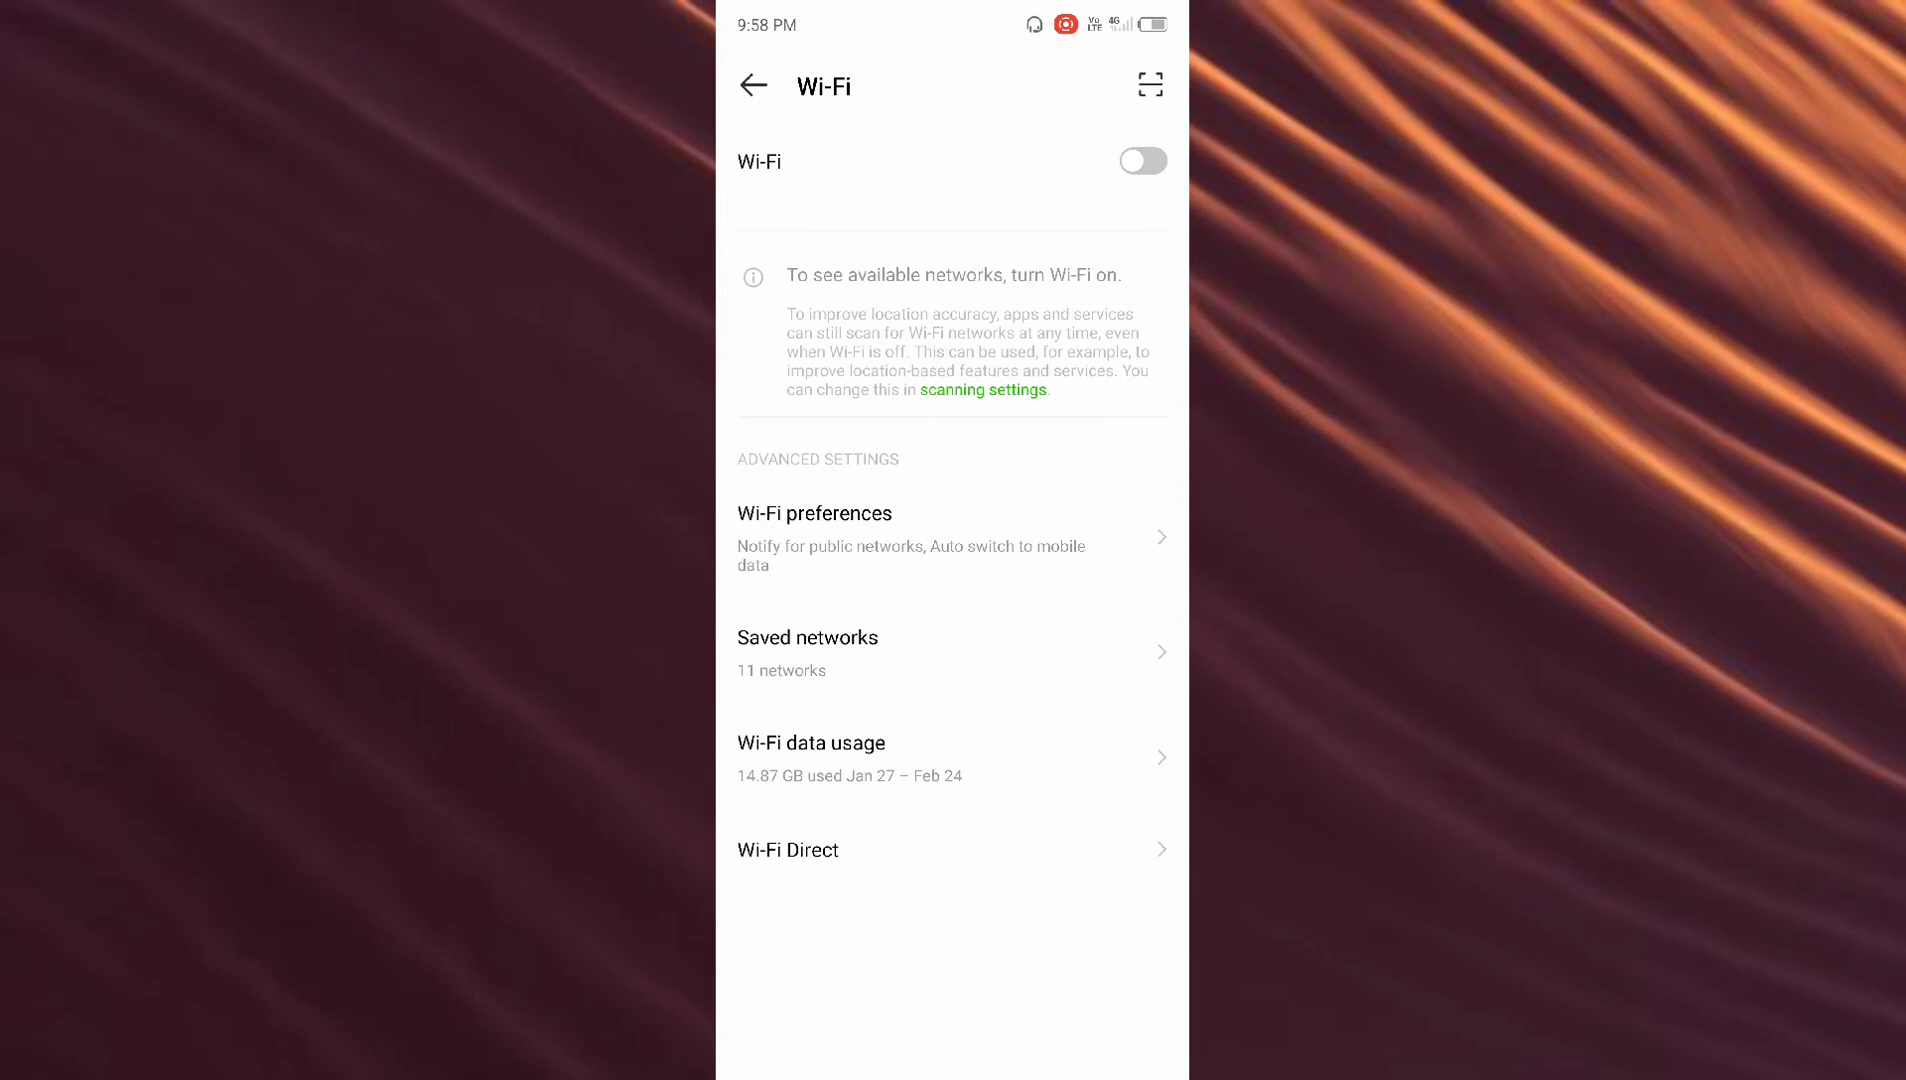 9:58 PM
Vo
LTE
4G
Wi-Fi
Wi-Fi
To see available networks, turn Wi-Fi on.
To improve location accuracy, apps and services
can still scan for Wi-Fi networks at any time, even
when Wi-Fi is off. This can be used, for example, to
improve location-based features and services. You
can change this in scanning settings.
ADVANCED SETTINGS
Wi-Fi preferences
Notify for public networks, Auto switch to mobile
data
Saved networks
11 networks
Wi-Fi data usage
14.87 GB used Jan 27 – Feb 24
Wi-Fi Direct